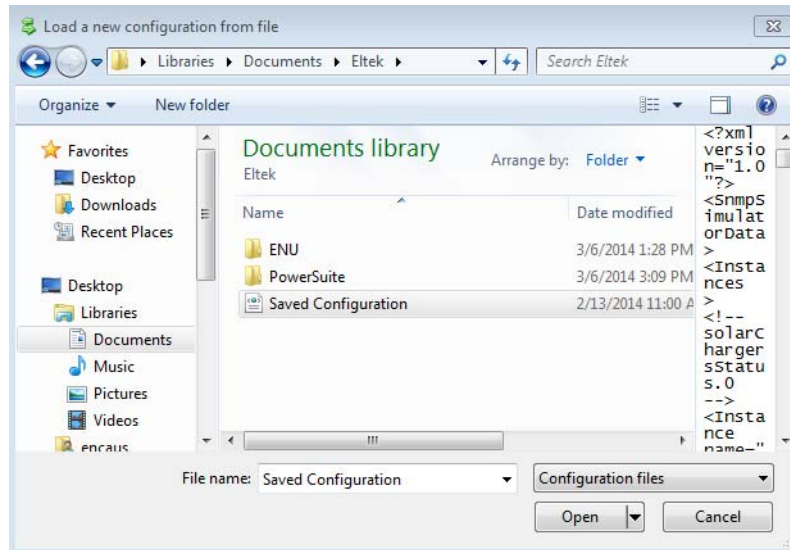 Load a new configuration from file
Libraries Documents Eltek
Search Eltek
Organize
New folder
Favorites
Desktop
Downloads
Recent Places
Desktop
Libraries
Documents
Music
Pictures
Videos
encaus
Documents library
Eltek
Arrange by: Folder
Name Date modified
ENU 3/6/2014 1:28 PM
PowerSuite 3/6/2014 3:09 PM
Saved Configuration 2/13/2014 11:00 A
<?xml
versio
n="1.0
"?>
<SnmpS
imulat
orData
>
<Insta
nces
>
<!--
solarC
harger
sStatu
s.0
-->
<Insta
nce
name="
File name: Saved Configuration
Configuration files
Open Cancel